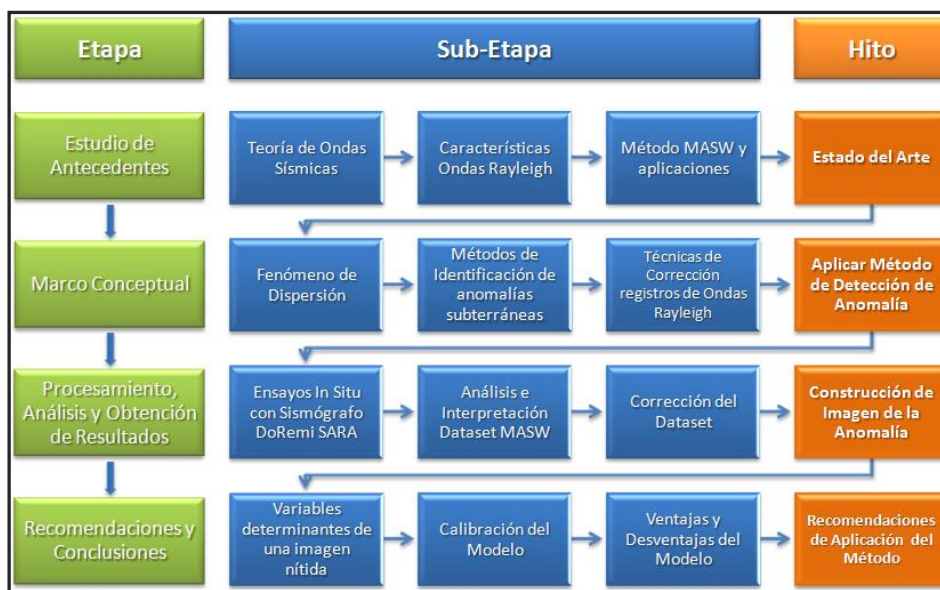 Etapa
Sub-Etapa
Hito
Estudio de
Antecedentes
Teoría de Ondas
Sísmicas
Características
Ondas Rayleigh
Método MASW y
aplicaciones
Estado del Arte
Marco Conceptual
Fenómeno de
Dispersión
Métodos de
Identificación de
anomalías
subterráneas
Técnicas de
Corrección
registros de Ondas
Rayleigh
Aplicar Método
de Detección de
Anomalía
Procesamiento,
Análisis y Obtención
de Resultados
Ensayos In Situ
con Sismógrafo
DoRemi SARA
Análisis e
Interpretación
Dataset MASW
Corrección del
Dataset
Construcción de
Imagen de la
Anomalía
Recomendaciones y
Conclusiones
Variables
determinantes de
una imagen
nítida
Calibración del
Modelo
Ventajas y
Desventajas del
Modelo
Recomendaciones
de Aplicación del
Método